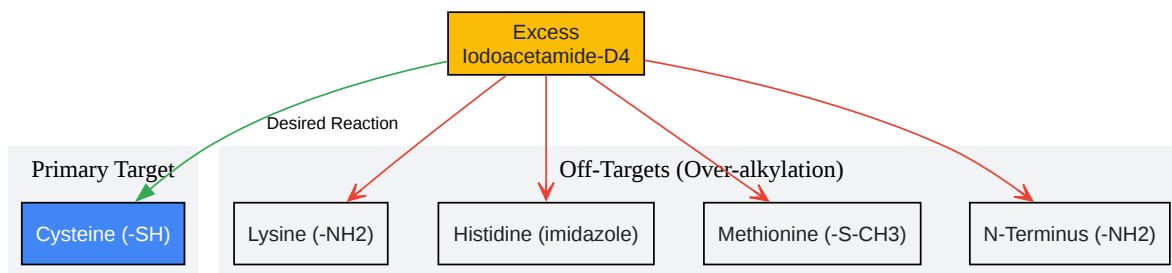 Excess
Iodoacetamide-D4
Desired Reaction
Primary Target
Off-Targets (Over-alkylation)
Cysteine (-SH)
Lysine (-NH2)
Histidine (imidazole)
Methionine (-S-CH3)
N-Terminus (-NH2)